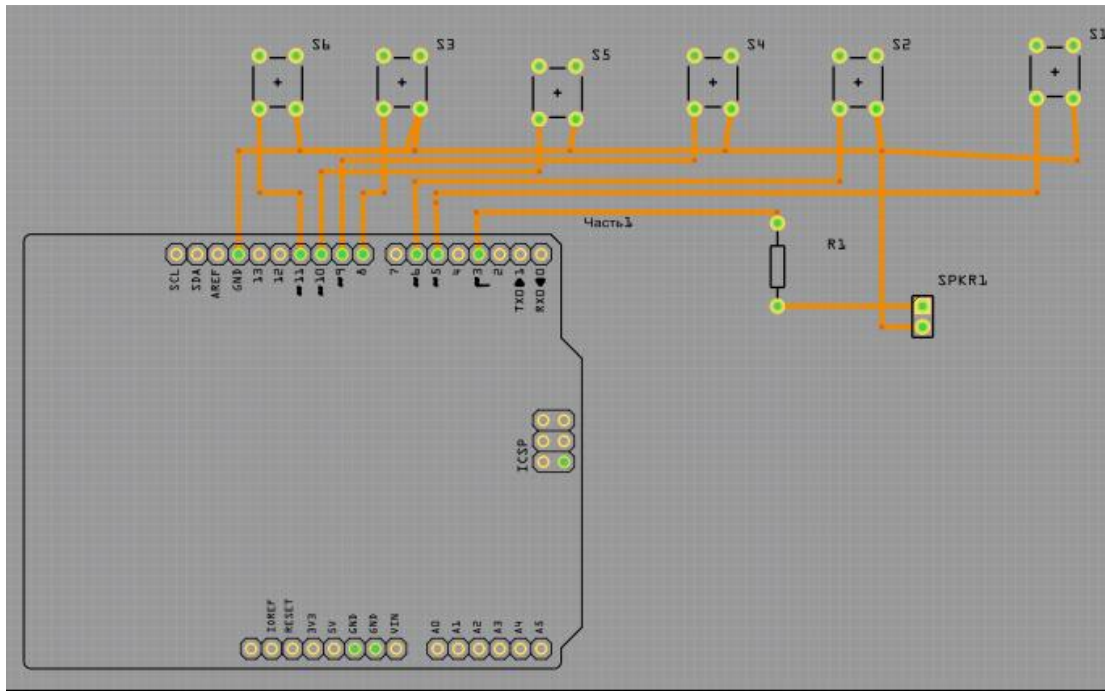 S6
S3
S5
S4
S2
S1
Часть1
R1
SPKR1
SCL
SDA
AREF
GND
13
12
11
10
9
8
7
6
5
4
3
2
TX0 1
RX0 0
ICSP
IOREF
RESET
3V3
5V
GND
GND
VIN
A0
A1
A2
A3
A4
A5